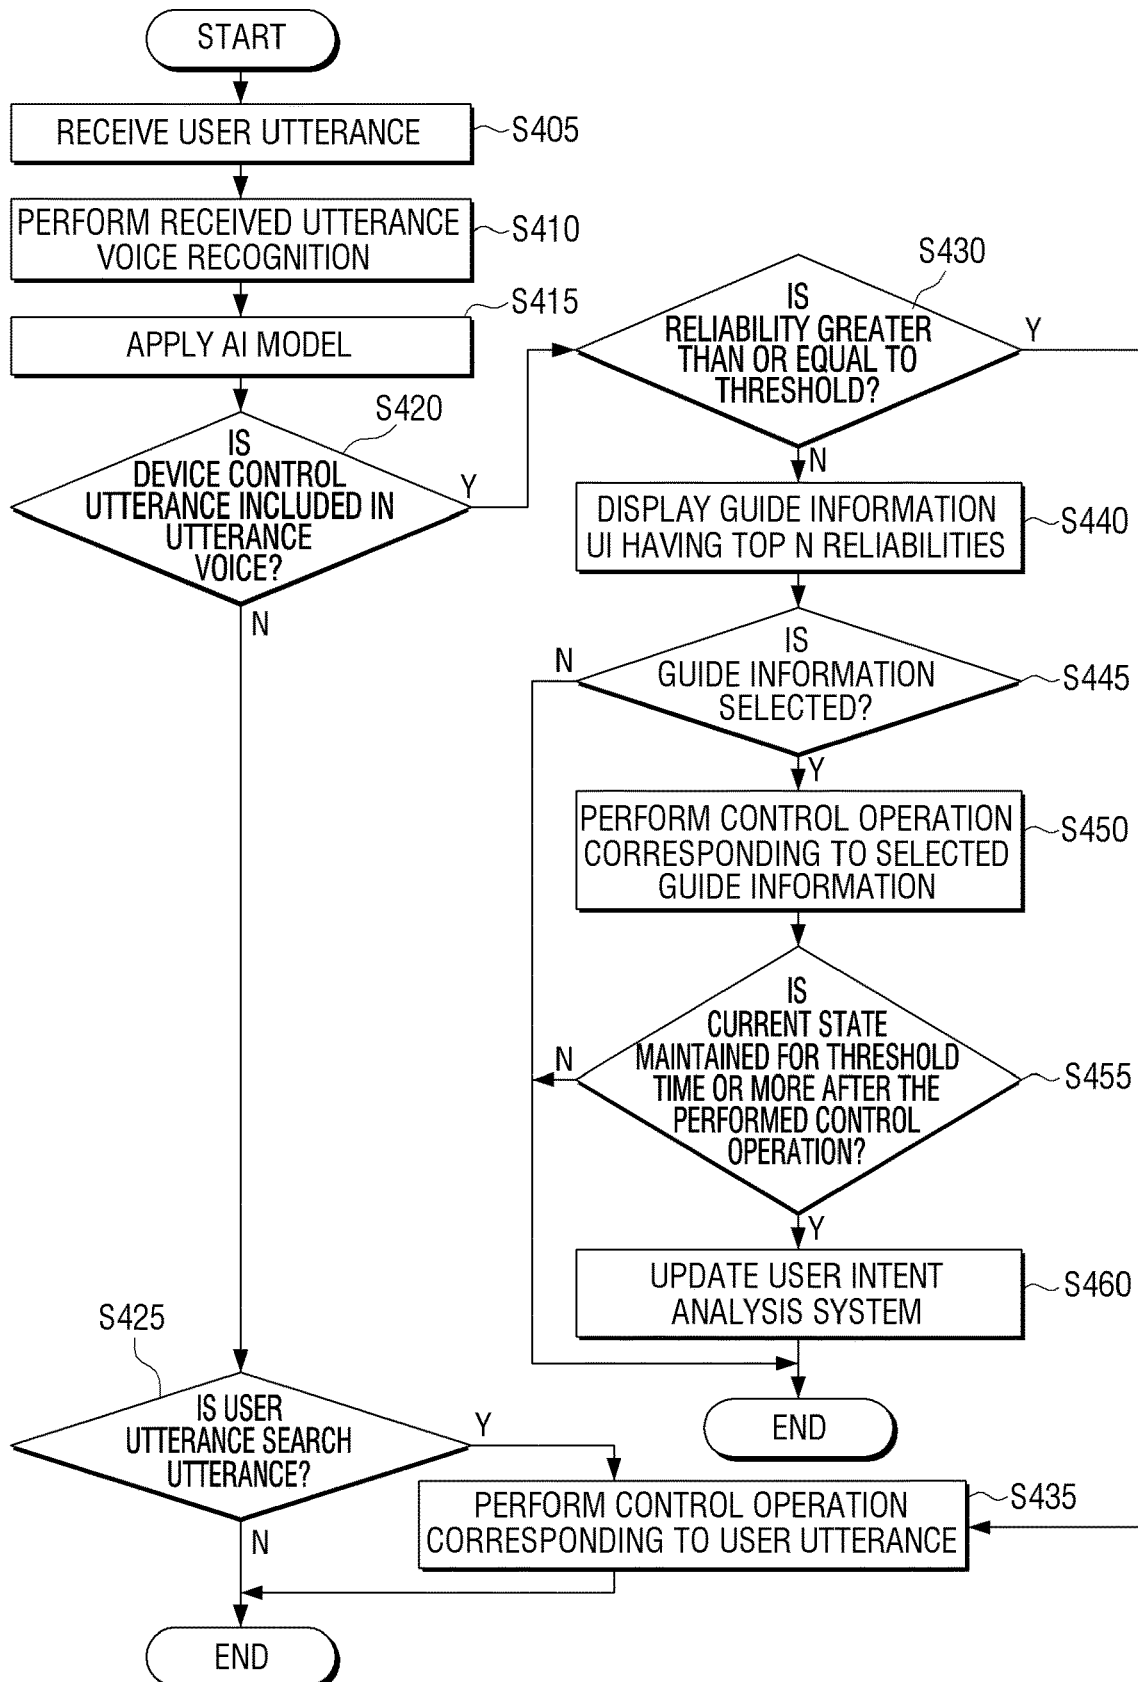 START
RECEIVE USER UTTERANCE
S405
PERFORM RECEIVED UTTERANCE
VOICE RECOGNITION
S410
APPLY AI MODEL
S415
IS
DEVICE CONTROL
UTTERANCE INCLUDED IN
UTTERANCE
VOICE?
S420
Y
N
IS
RELIABILITY GREATER
THAN OR EQUAL TO
THRESHOLD?
S430
Y
N
DISPLAY GUIDE INFORMATION
UI HAVING TOP N RELIABILITIES
S440
IS
GUIDE INFORMATION
SELECTED?
S445
N
Y
PERFORM CONTROL OPERATION
CORRESPONDING TO SELECTED
GUIDE INFORMATION
S450
IS
CURRENT STATE
MAINTAINED FOR THRESHOLD
TIME OR MORE AFTER THE
PERFORMED CONTROL
OPERATION?
S455
N
Y
UPDATE USER INTENT
ANALYSIS SYSTEM
S460
END
S425
IS USER
UTTERANCE SEARCH
UTTERANCE?
Y
N
PERFORM CONTROL OPERATION
CORRESPONDING TO USER UTTERANCE
S435
END